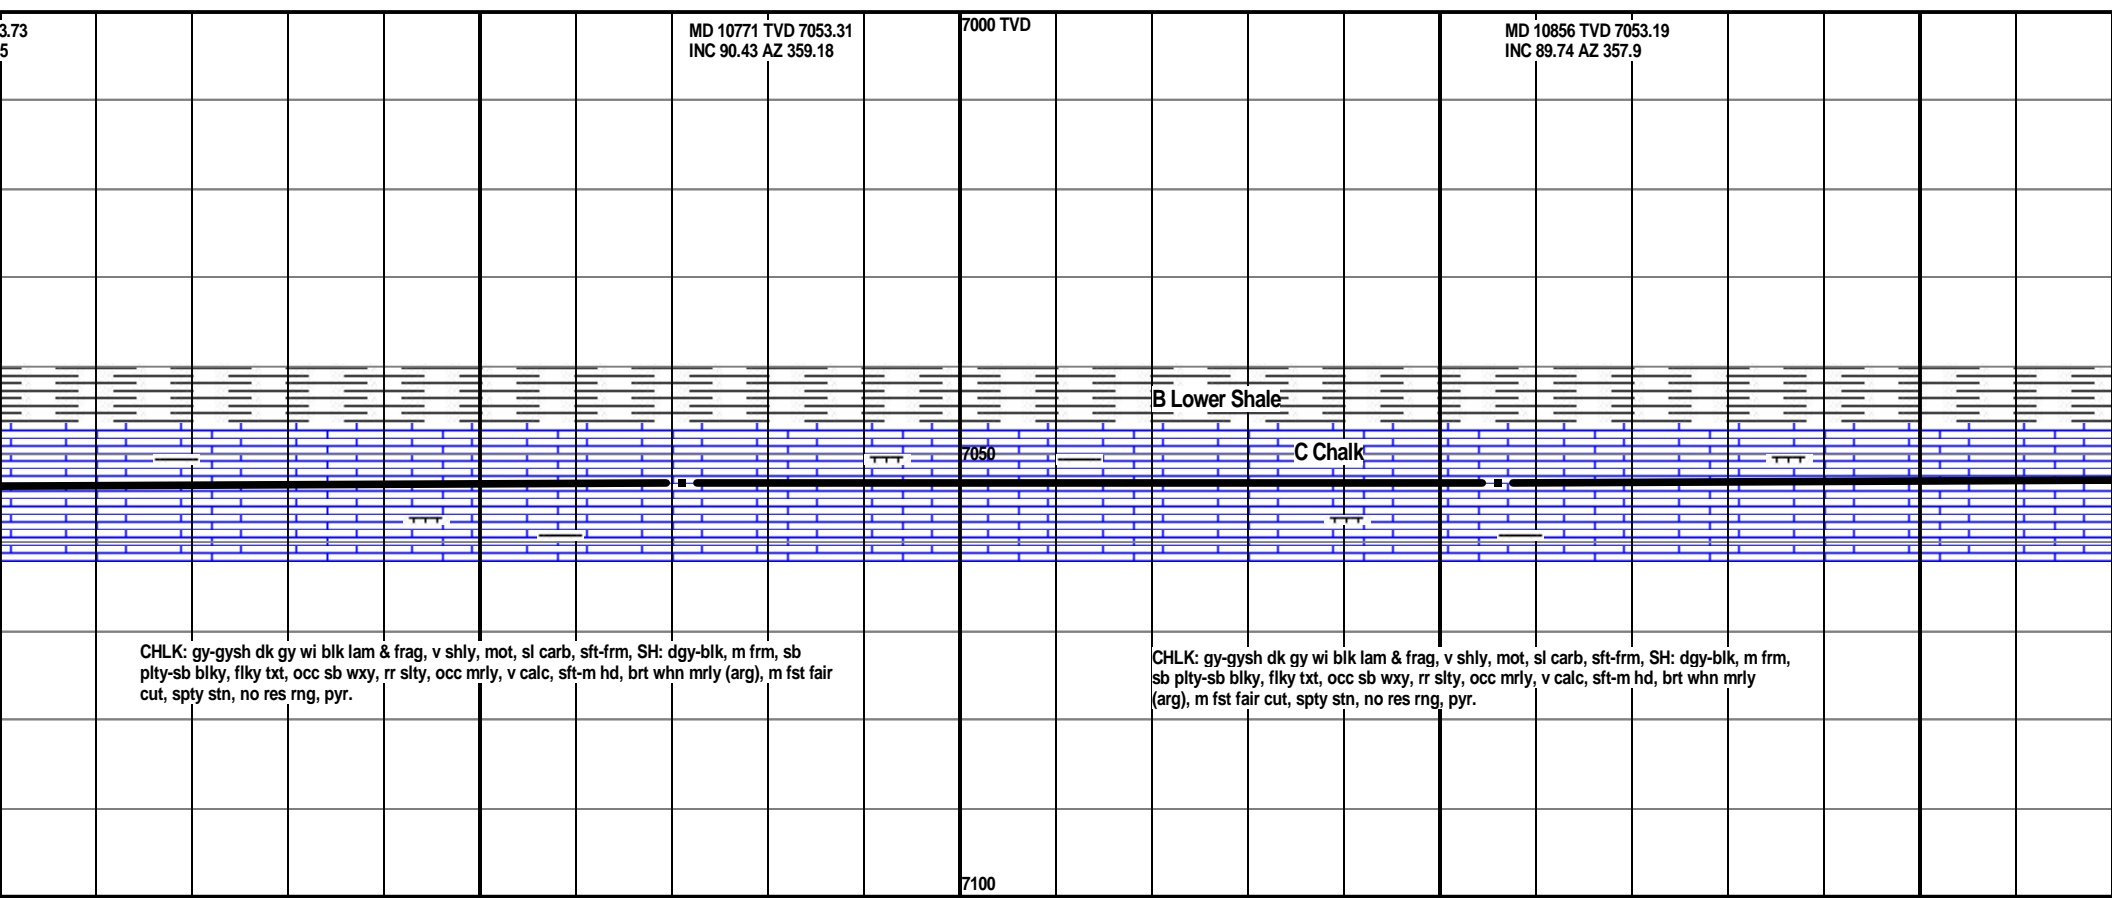 3.73
5
MD 10771 TVD 7053.31
INC 90.43 AZ 359.18
7000 TVD
MD 10856 TVD 7053.19
INC 89.74 AZ 357.9
B Lower Shale
7050
C Chalk
CHLK: gy-gysh dk gy wi blk lam & frag, v shly, mot, sl carb, sft-frm, SH: dgy-blk, m frm, sb
plty-sb blky, flky txt, occ sb wxy, rr slty, occ mrly, v calc, sft-m hd, brt whn mrly (arg), m fst fair
cut, spty stn, no res rng, pyr.
CHLK: gy-gysh dk gy wi blk lam & frag, v shly, mot, sl carb, sft-frm, SH: dgy-blk, m frm,
sb plty-sb blky, flky txt, occ sb wxy, rr slty, occ mrly, v calc, sft-m hd, brt whn mrly
(arg), m fst fair cut, spty stn, no res rng, pyr.
7100